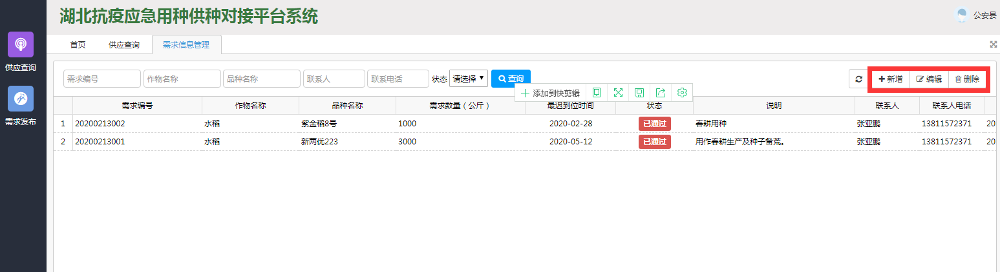 湖北抗疫应急用种供种对接平台系统
公安县
首页 供应查询 需求信息管理
供应查询
需求发布
需求编号 作物名称 品种名称 联系人 联系电话 状态 请选择 查询
新增 编辑 删除
添加到快剪辑
需求编号 作物名称 品种名称 需求数量（公斤） 最迟到位时间 状态 说明 联系人 联系人电话
1 20200213002 水稻 紫金稻8号 1000 2020-02-28 已通过 春耕用种 张亚鹏 13811572371 20
2 20200213001 水稻 新两优223 3000 2020-05-12 已通过 用作春耕生产及种子备荒。 张亚鹏 13811572371 20